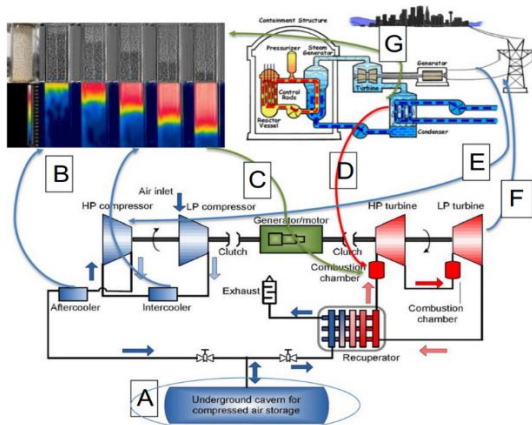 Containment Structure
Pressurizer
Steam
Generator
Control
Rods
Reactor
Vessel
Turbine
Generator
Condenser
G
B
C
D
E
F
Air inlet
HP compressor
LP compressor
Generator/motor
HP turbine
LP turbine
Clutch
Clutch
Combustion
chamber
Combustion
chamber
Aftercooler
Intercooler
Exhaust
Recuperator
A
Underground cavern for
compressed air storage